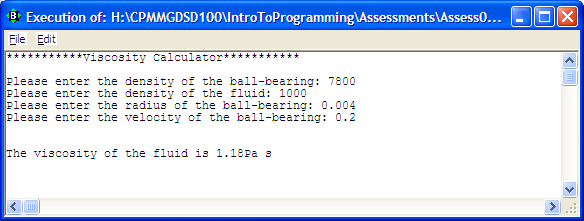 Execution of: H:\CPMMGDSD100\IntroToProgramming\Assessments\Assess0...
File Edit
***********Viscosity Calculator***********
Please enter the density of the ball-bearing: 7800
Please enter the density of the fluid: 1000
Please enter the radius of the ball-bearing: 0.004
Please enter the velocity of the ball-bearing: 0.2
The viscosity of the fluid is 1.18Pa s